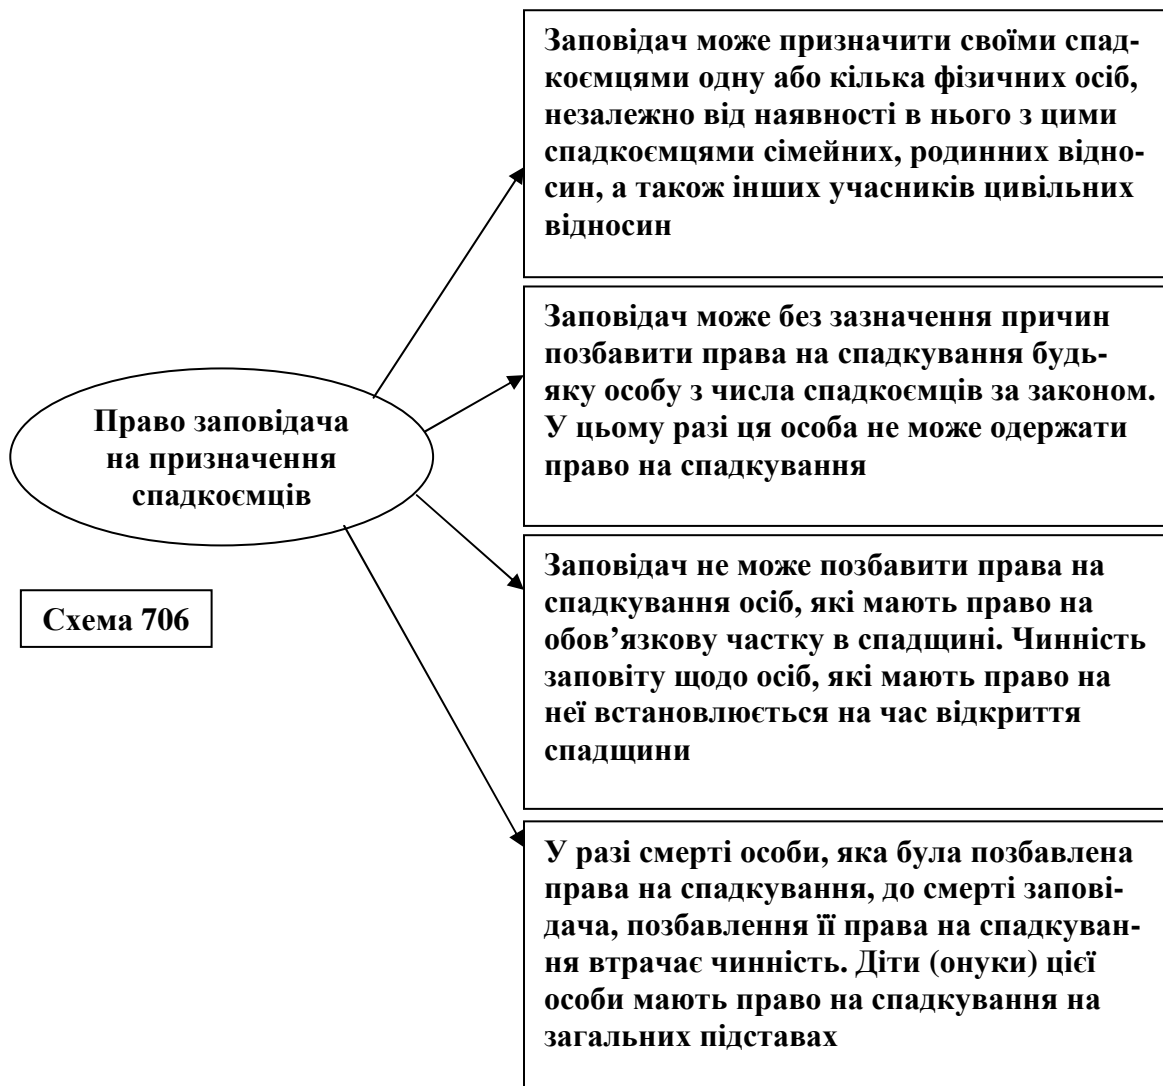 Право заповідача
на призначення
спадкоємців
Схема 706
Заповідач може призначити своїми спад-
коємцями одну або кілька фізичних осіб,
незалежно від наявності в нього з цими
спадкоємцями сімейних, родинних відно-
син, а також інших учасників цивільних
відносин
Заповідач може без зазначення причин
позбавити права на спадкування будь-
яку особу з числа спадкоємців за законом.
У цьому разі ця особа не може одержати
право на спадкування
Заповідач не може позбавити права на
спадкування осіб, які мають право на
обов’язкову частку в спадщині. Чинність
заповіту щодо осіб, які мають право на
неї встановлюється на час відкриття
спадщини
У разі смерті особи, яка була позбавлена
права на спадкування, до смерті запові-
дача, позбавлення її права на спадкуван-
ня втрачає чинність. Діти (онуки) цієї
особи мають право на спадкування на
загальних підставах